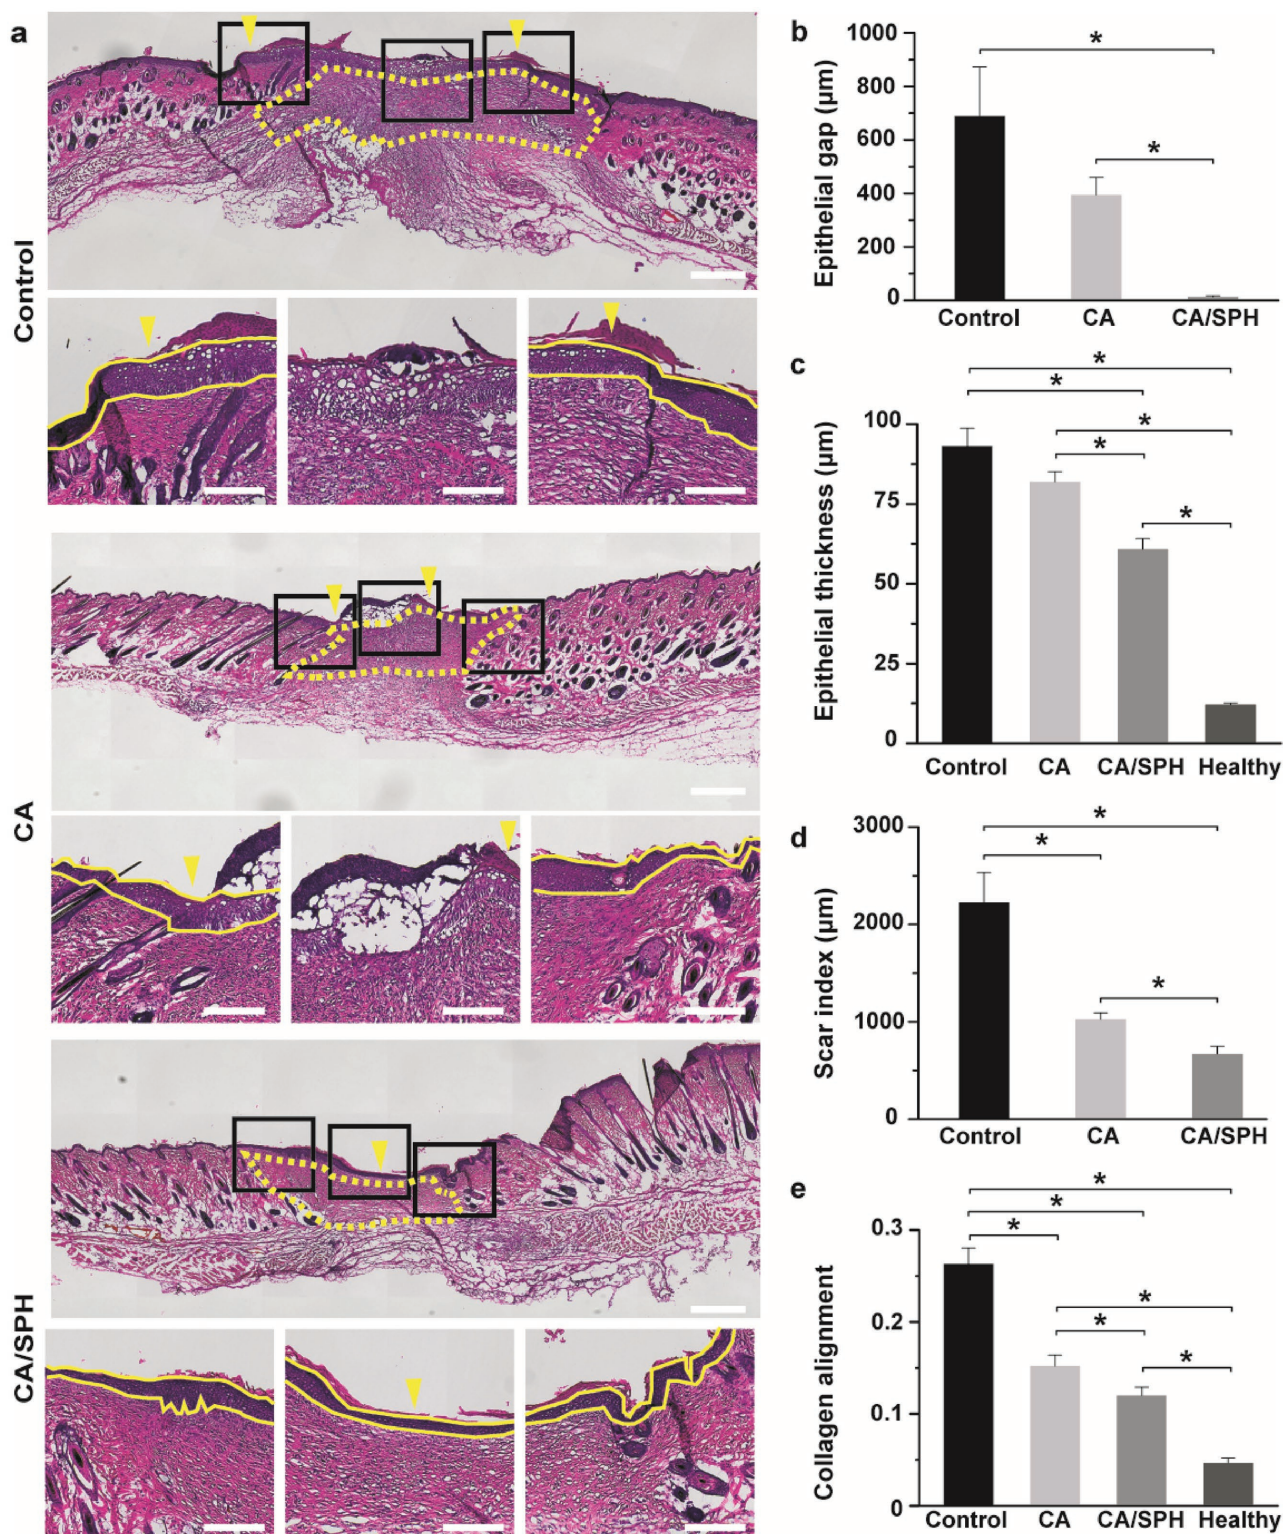 a
Control
CA
CA/SPH
b
Epithelial gap (μm)
1000
800
600
400
200
0
*
*
Control CA CA/SPH
c
Epithelial thickness (μm)
100
75
50
25
0
*
*
*
*
*
Control CA CA/SPH Healthy
d
Scar index (μm)
3000
2000
1000
0
*
*
*
Control CA CA/SPH
e
Collagen alignment
0.3
0.2
0.1
0
*
*
*
*
*
*
Control CA CA/SPH Healthy